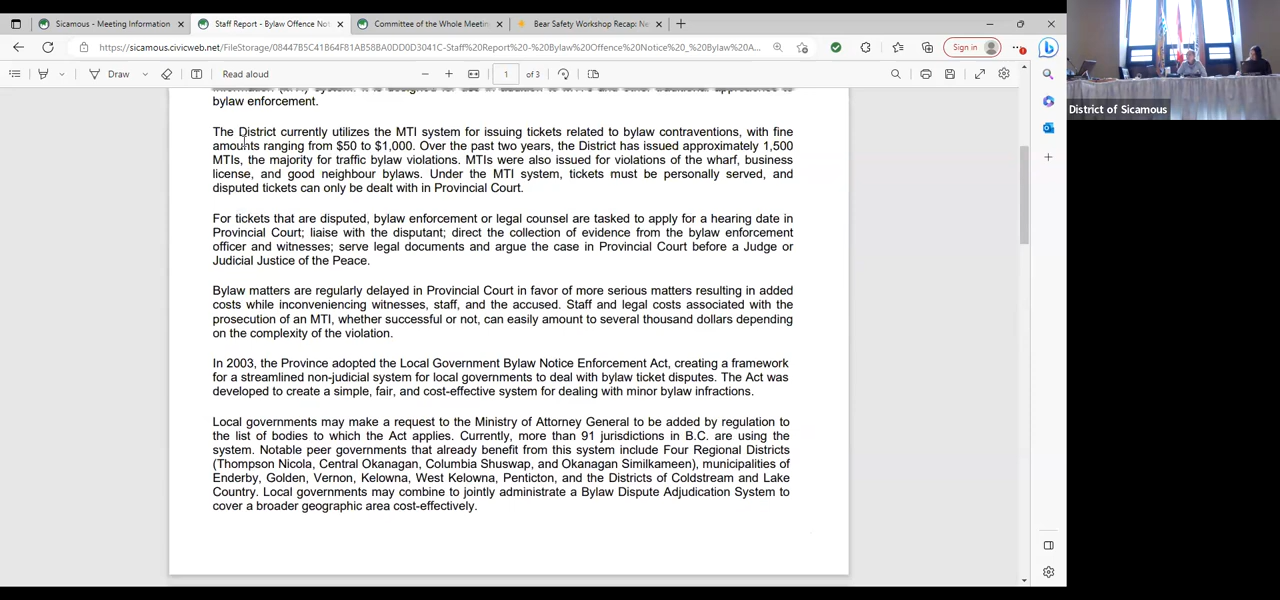 Sicamous - Meeting Information
Staff Report - Bylaw Offence Not
Committee of the Whole Meetin
Bear Safety Workshop Recap: Ne
https://sicamous.civicweb.net/FileStorage/08447B5C41B64F81AB58BA0DD0D3041C-Staff%20Report%20-%20Bylaw%20Offence%20Notice%20_%20Bylaw%20A...
Sign in
Draw
Read aloud
1
of 3
bylaw enforcement.
The District currently utilizes the MTI system for issuing tickets related to bylaw contraventions, with fine
amounts ranging from $50 to $1,000. Over the past two years, the District has issued approximately 1,500
MTIs, the majority for traffic bylaw violations. MTIs were also issued for violations of the wharf, business
license, and good neighbour bylaws. Under the MTI system, tickets must be personally served, and
disputed tickets can only be dealt with in Provincial Court.
For tickets that are disputed, bylaw enforcement or legal counsel are tasked to apply for a hearing date in
Provincial Court; liaise with the disputant; direct the collection of evidence from the bylaw enforcement
officer and witnesses; serve legal documents and argue the case in Provincial Court before a Judge or
Judicial Justice of the Peace.
Bylaw matters are regularly delayed in Provincial Court in favor of more serious matters resulting in added
costs while inconveniencing witnesses, staff, and the accused. Staff and legal costs associated with the
prosecution of an MTI, whether successful or not, can easily amount to several thousand dollars depending
on the complexity of the violation.
In 2003, the Province adopted the Local Government Bylaw Notice Enforcement Act, creating a framework
for a streamlined non-judicial system for local governments to deal with bylaw ticket disputes. The Act was
developed to create a simple, fair, and cost-effective system for dealing with minor bylaw infractions.
Local governments may make a request to the Ministry of Attorney General to be added by regulation to
the list of bodies to which the Act applies. Currently, more than 91 jurisdictions in B.C. are using the
system. Notable peer governments that already benefit from this system include Four Regional Districts
(Thompson Nicola, Central Okanagan, Columbia Shuswap, and Okanagan Similkameen), municipalities of
Enderby, Golden, Vernon, Kelowna, West Kelowna, Penticton, and the Districts of Coldstream and Lake
Country. Local governments may combine to jointly administrate a Bylaw Dispute Adjudication System to
cover a broader geographic area cost-effectively.
District of Sicamous